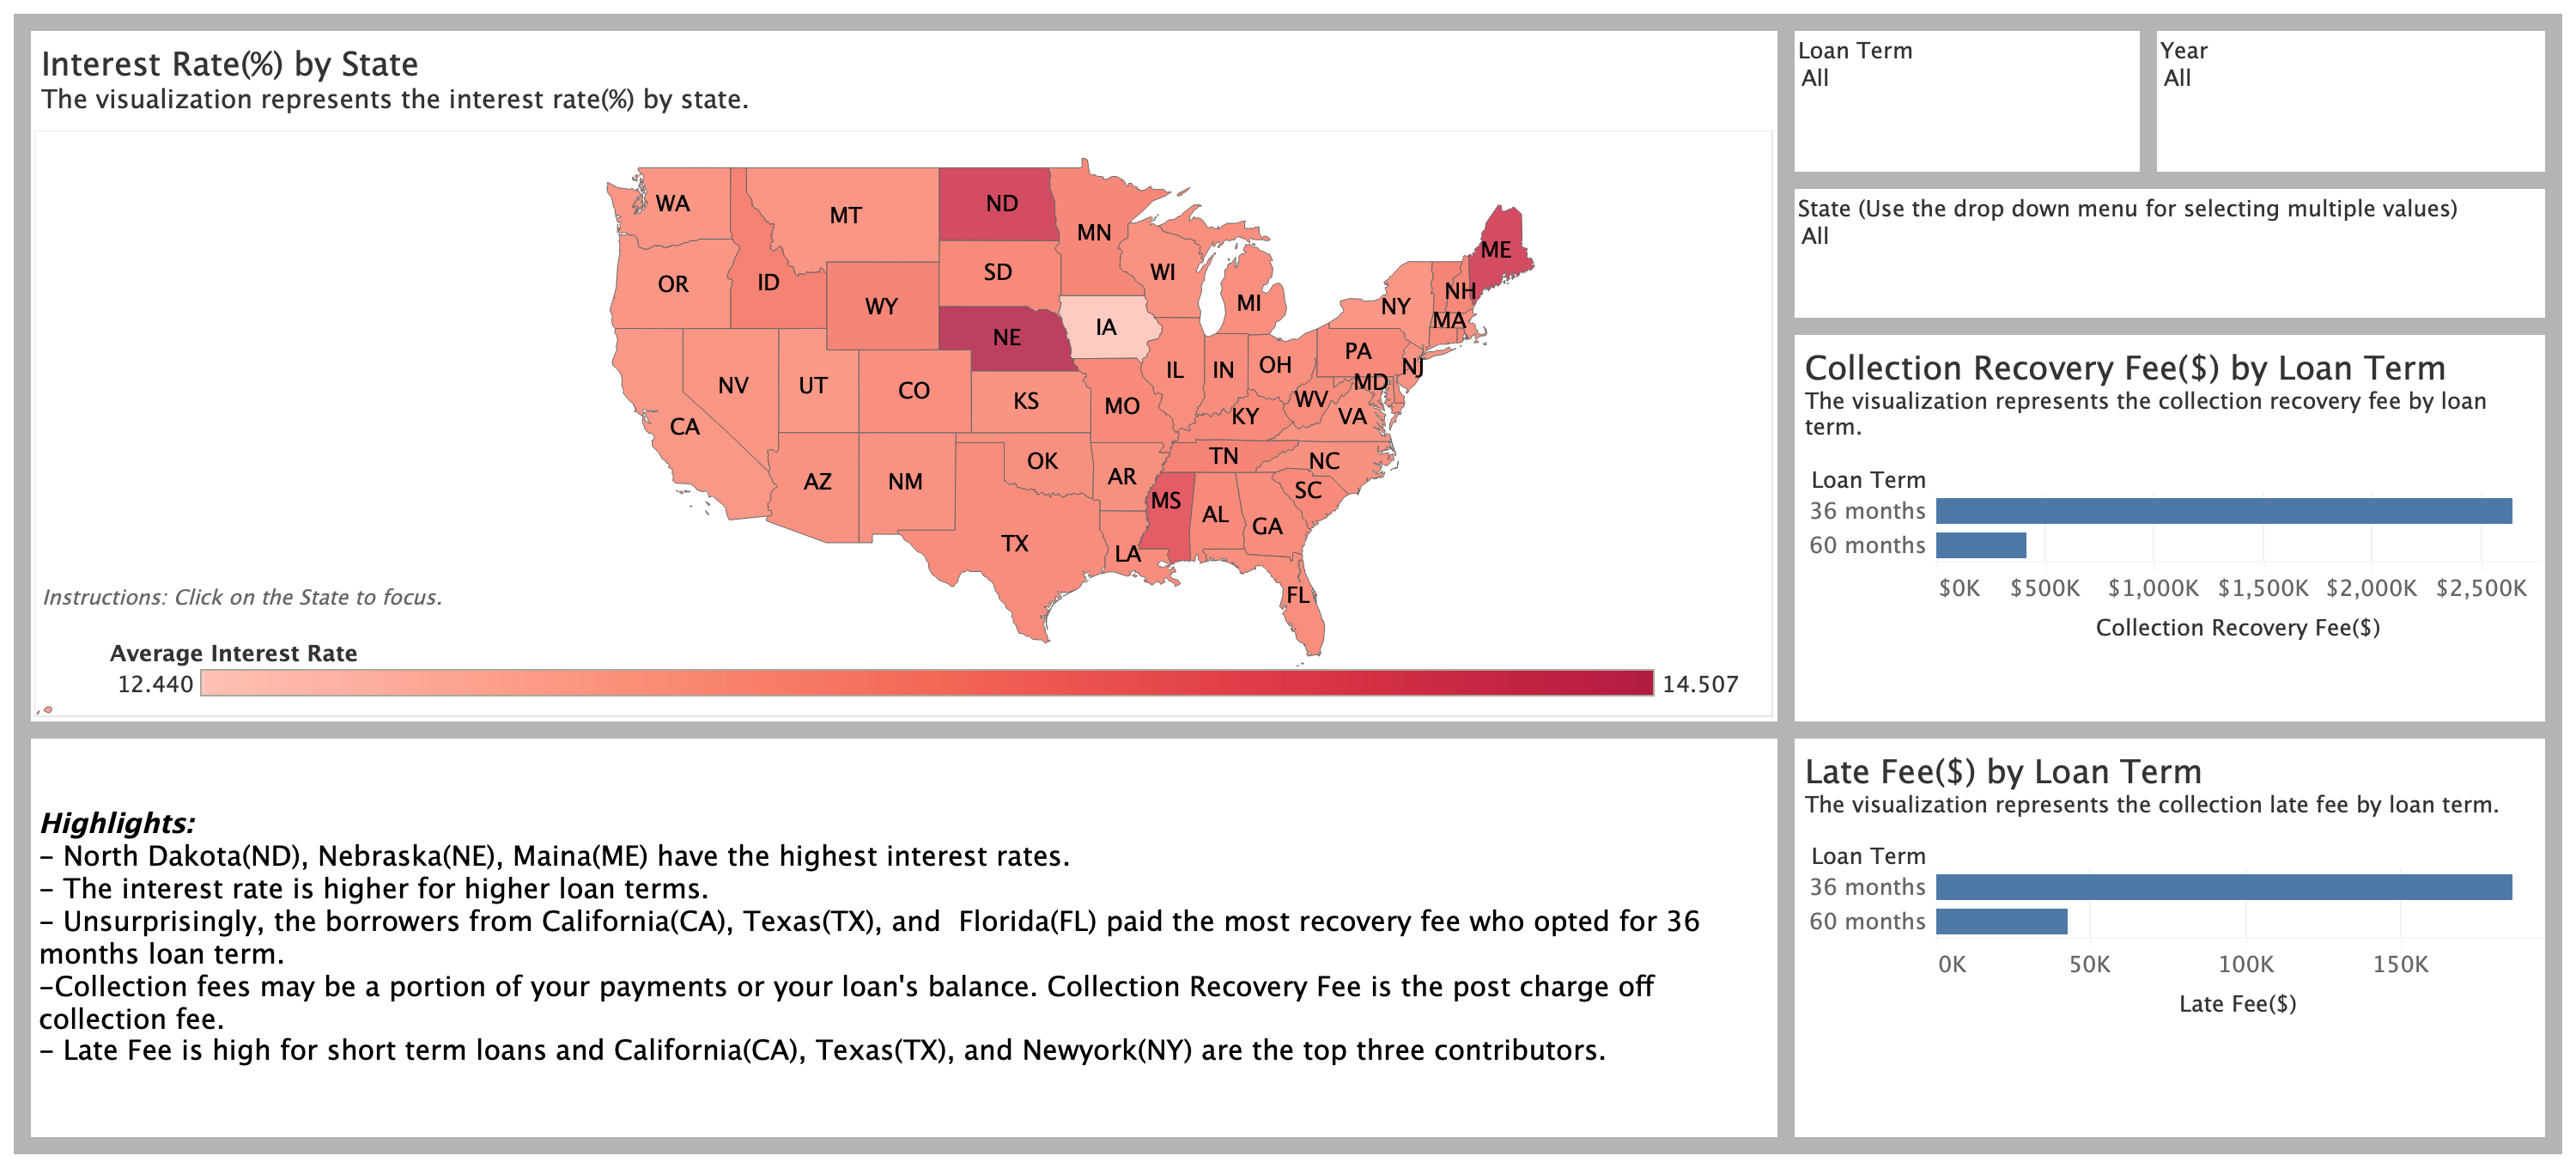 Interest Rate(%) by State
The visualization represents the interest rate(%) by state.
WA
MT
ND
MN
ME
OR
ID
SD
WI
WY
MI
NH
NY
MA
NE
IA
PA
NJ
NV
UT
CO
IL
IN
OH
MD
KS
MO
WV
KY
VA
CA
AZ
NM
OK
AR
TN
NC
MS
AL
GA
SC
TX
LA
FL
Instructions: Click on the State to focus.
Average Interest Rate
12.440
14.507
Loan Term
All
Year
All
State (Use the drop down menu for selecting multiple values)
All
Collection Recovery Fee($) by Loan Term
The visualization represents the collection recovery fee by loan
term.
Loan Term
36 months
60 months
$0K $500K $1,000K $1,500K $2,000K $2,500K
Collection Recovery Fee($)
Highlights:
– North Dakota(ND), Nebraska(NE), Maina(ME) have the highest interest rates.
– The interest rate is higher for higher loan terms.
– Unsurprisingly, the borrowers from California(CA), Texas(TX), and  Florida(FL) paid the most recovery fee who opted for 36
months loan term.
–Collection fees may be a portion of your payments or your loan's balance. Collection Recovery Fee is the post charge off
collection fee.
– Late Fee is high for short term loans and California(CA), Texas(TX), and Newyork(NY) are the top three contributors.
Late Fee($) by Loan Term
The visualization represents the collection late fee by loan term.
Loan Term
36 months
60 months
0K 50K 100K 150K
Late Fee($)